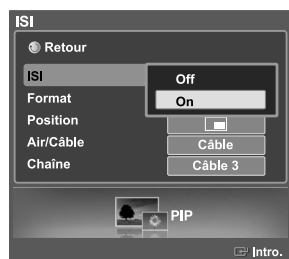 ISI
Retour
ISI
Off
On
Format
Position
Air/Câble
Câble
Chaîne
Câble 3
PIP
Intro.